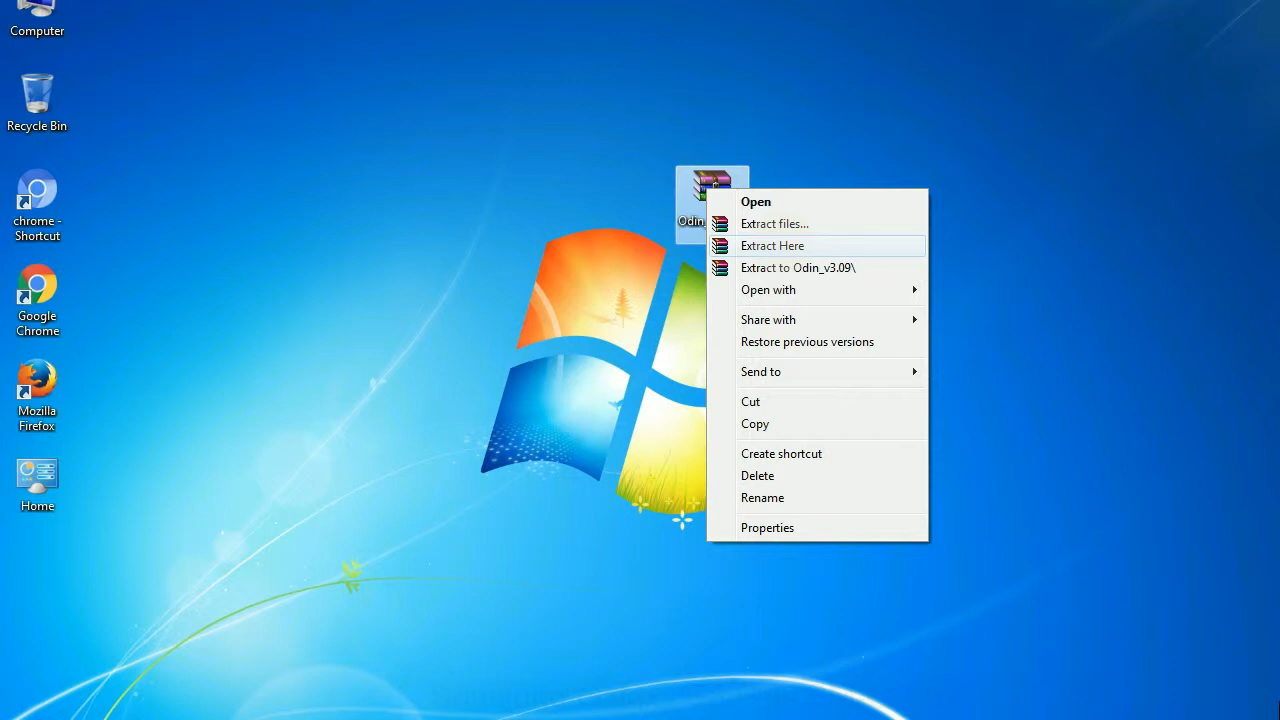 Computer
Recycle Bin
chrome -
Shortcut
Google
Chrome
Mozilla
Firefox
Home
Odin_
Open
Extract files...
Extract Here
Extract to Odin_v3.09\
Open with
Share with
Restore previous versions
Send to
Cut
Copy
Create shortcut
Delete
Rename
Properties